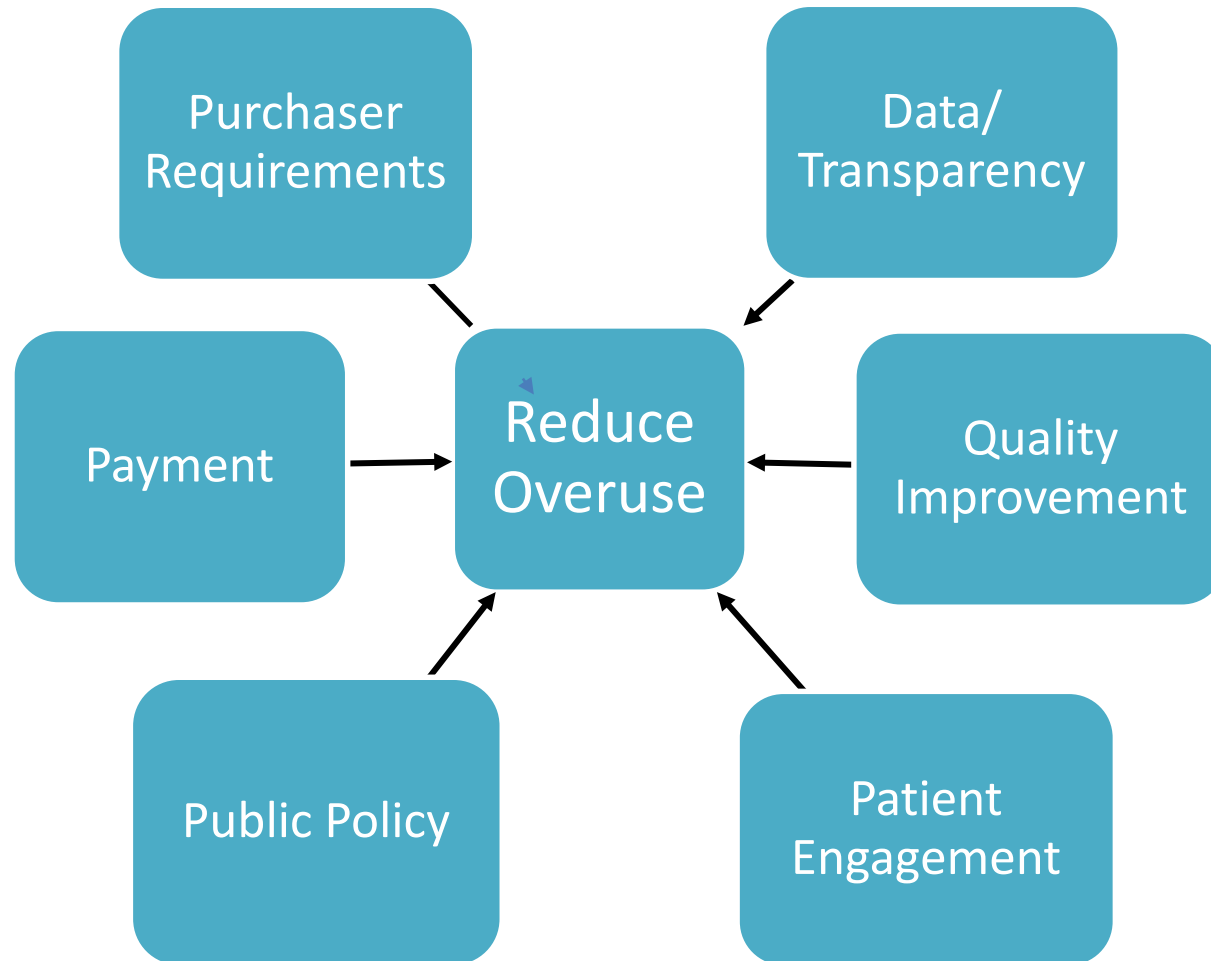 Purchaser
Requirements
Data/
Transparency
Payment
Reduce
Overuse
Quality
Improvement
Public Policy
Patient
Engagement